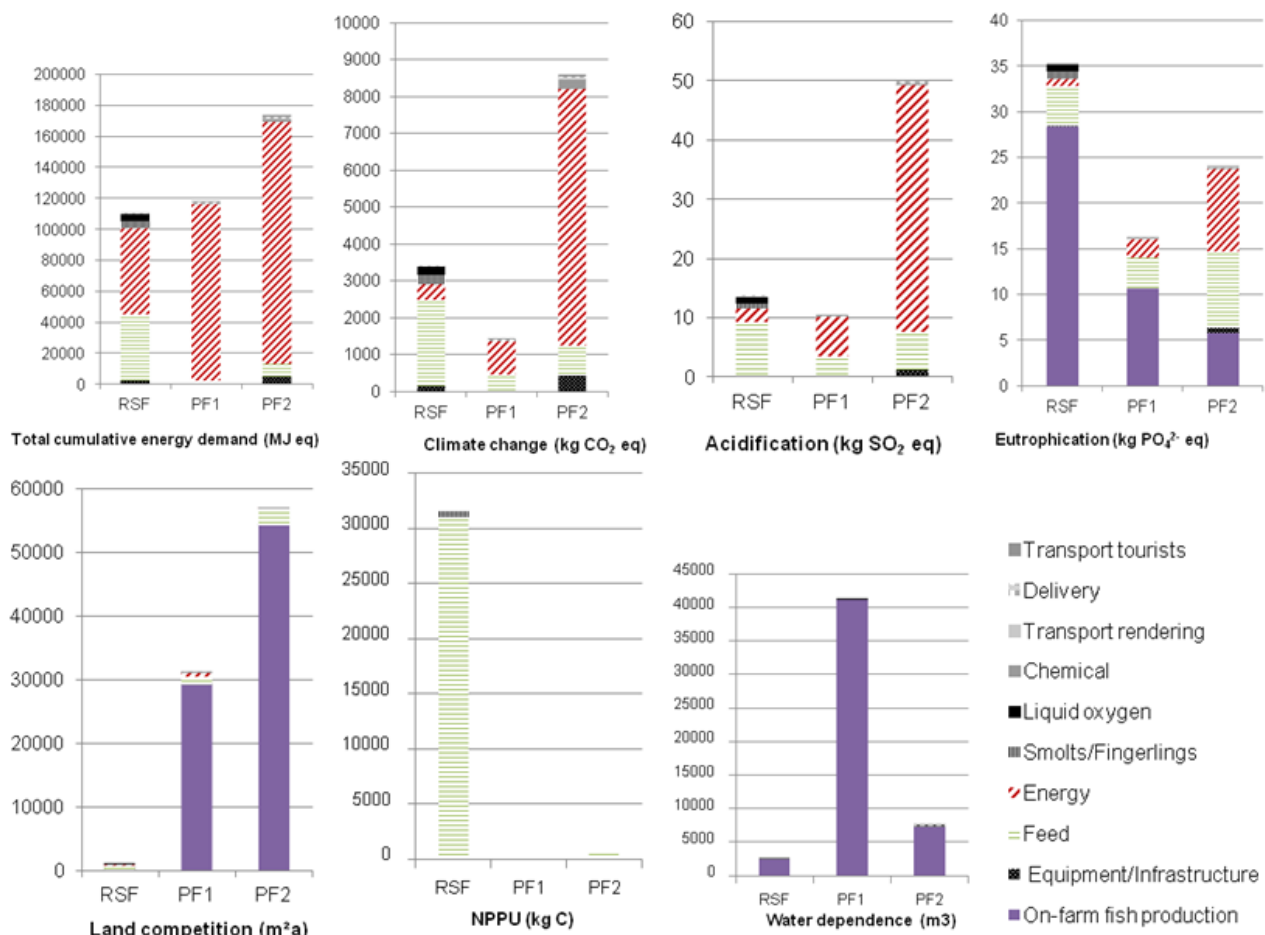 200000
180000
160000
140000
120000
100000
80000
60000
40000
20000
0
RSF PF1 PF2
Total cumulative energy demand (MJ eq)
10000
9000
8000
7000
6000
5000
4000
3000
2000
1000
0
RSF PF1 PF2
Climate change (kg CO₂ eq)
60
50
40
30
20
10
0
RSF PF1 PF2
Acidification (kg SO₂ eq)
40
35
30
25
20
15
10
5
0
RSF PF1 PF2
Eutrophication (kg PO₄²⁻ eq)
60000
50000
40000
30000
20000
10000
0
RSF PF1 PF2
Land competition (m²a)
35000
30000
25000
20000
15000
10000
5000
0
RSF PF1 PF2
NPPU (kg C)
45000
40000
35000
30000
25000
20000
15000
10000
5000
0
RSF PF1 PF2
Water dependence (m3)
Transport tourists
Delivery
Transport rendering
Chemical
Liquid oxygen
Smolts/Fingerlings
Energy
Feed
Equipment/Infrastructure
On-farm fish production